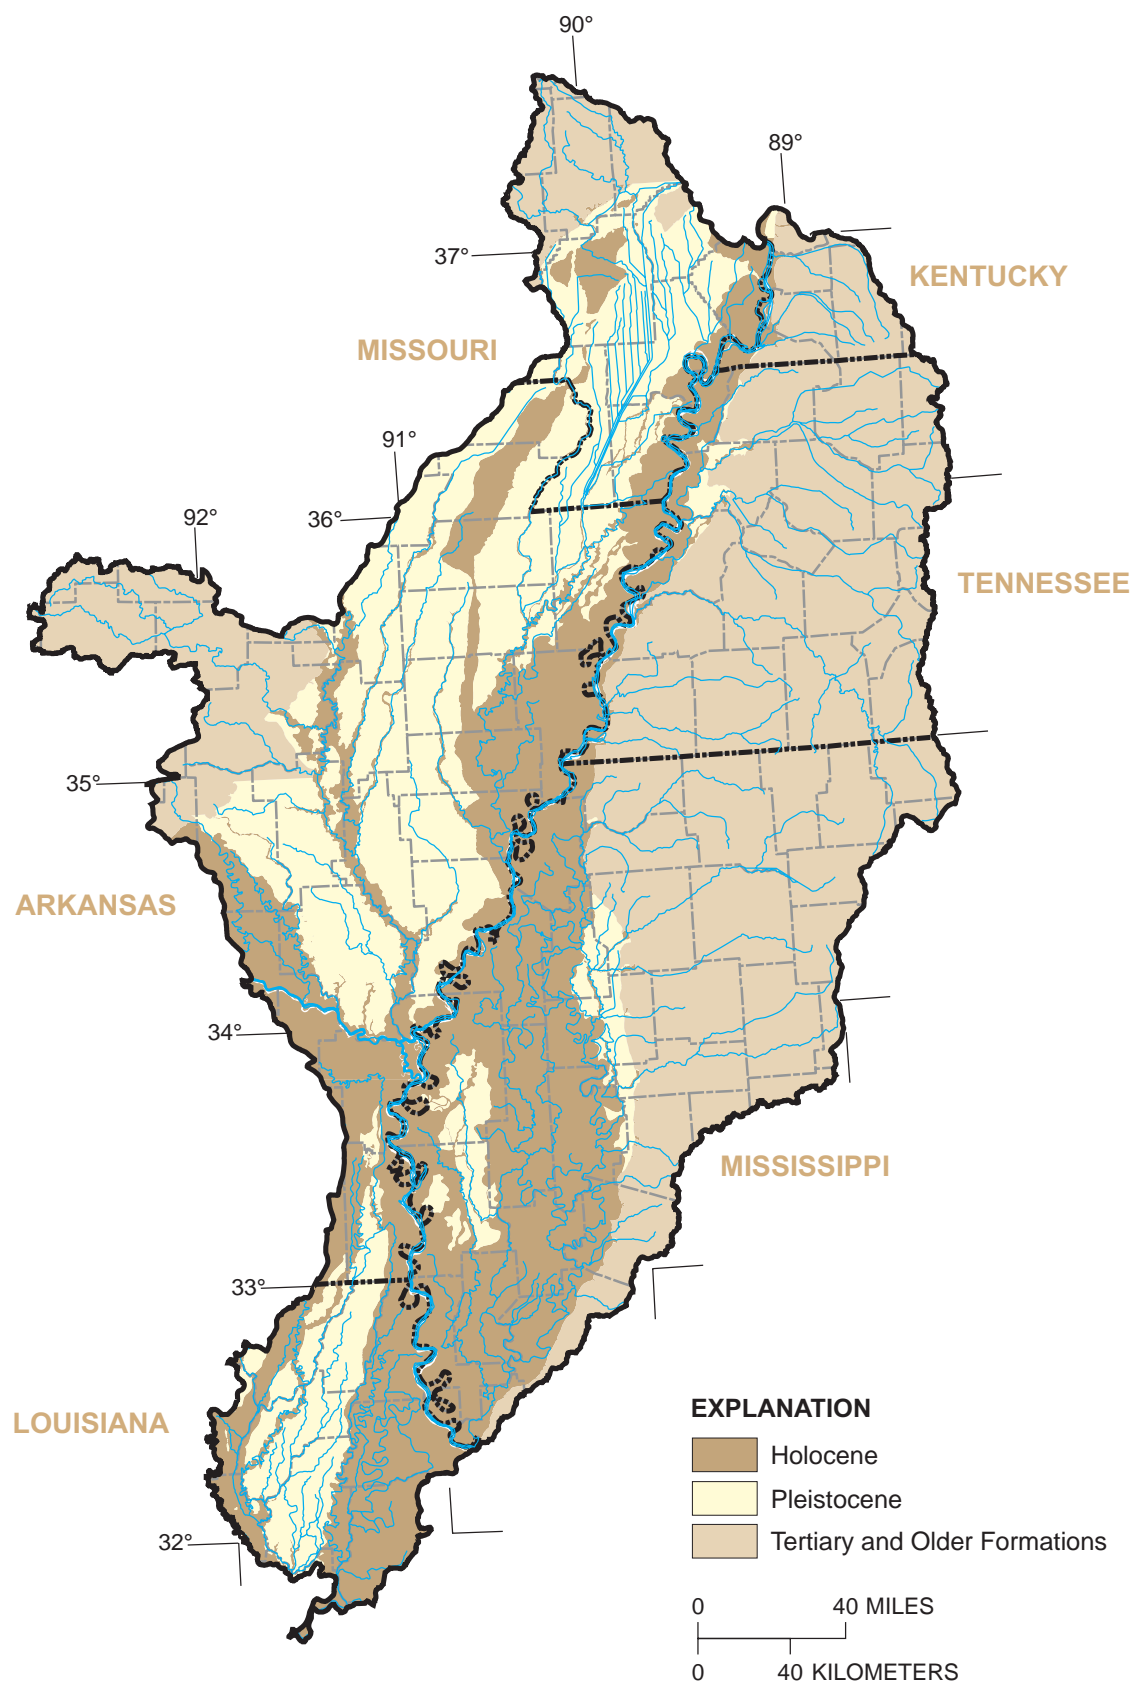 90°
89°
37°
KENTUCKY
MISSOURI
91°
92°
36°
TENNESSEE
35°
ARKANSAS
34°
MISSISSIPPI
33°
LOUISIANA
EXPLANATION
Holocene
Pleistocene
Tertiary and Older Formations
32°
0 40 MILES
0 40 KILOMETERS